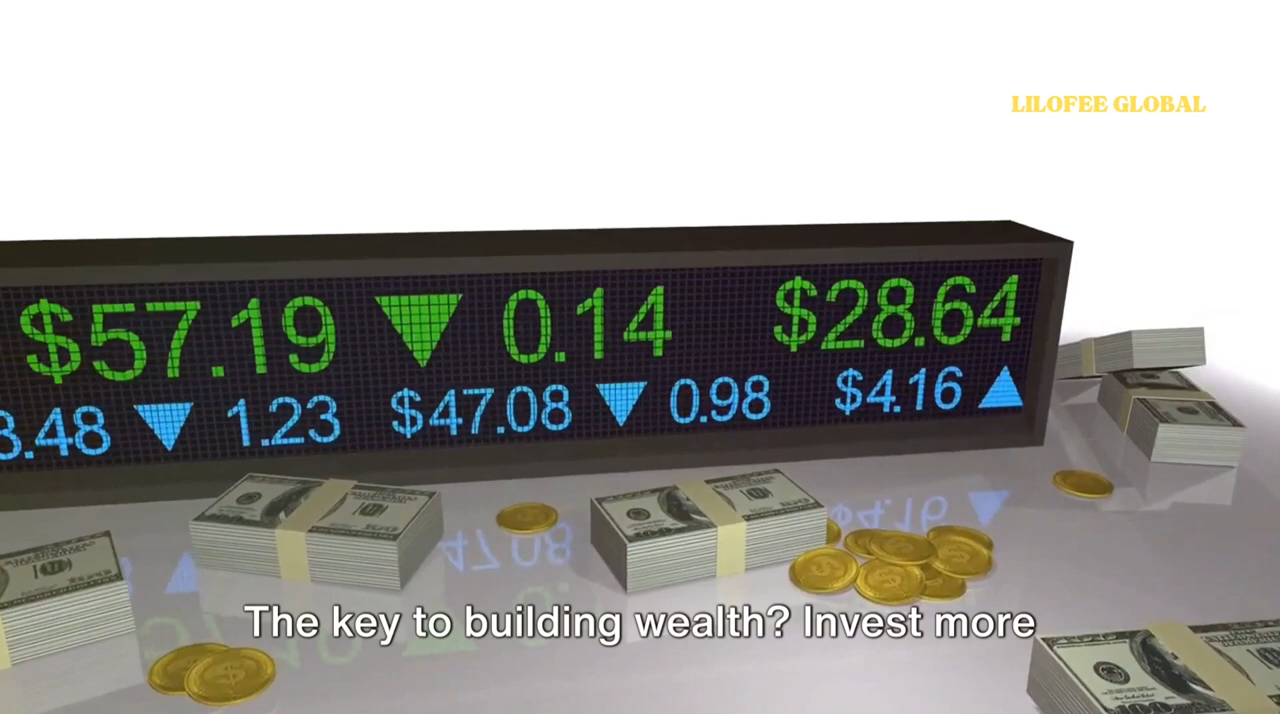 LILOFEE GLOBAL
$57.19 ▼ 0.14 $28.64
3.48 ▼ 1.23 $47.08 ▼ 0.98 $4.16 ▲
The key to building wealth? Invest more